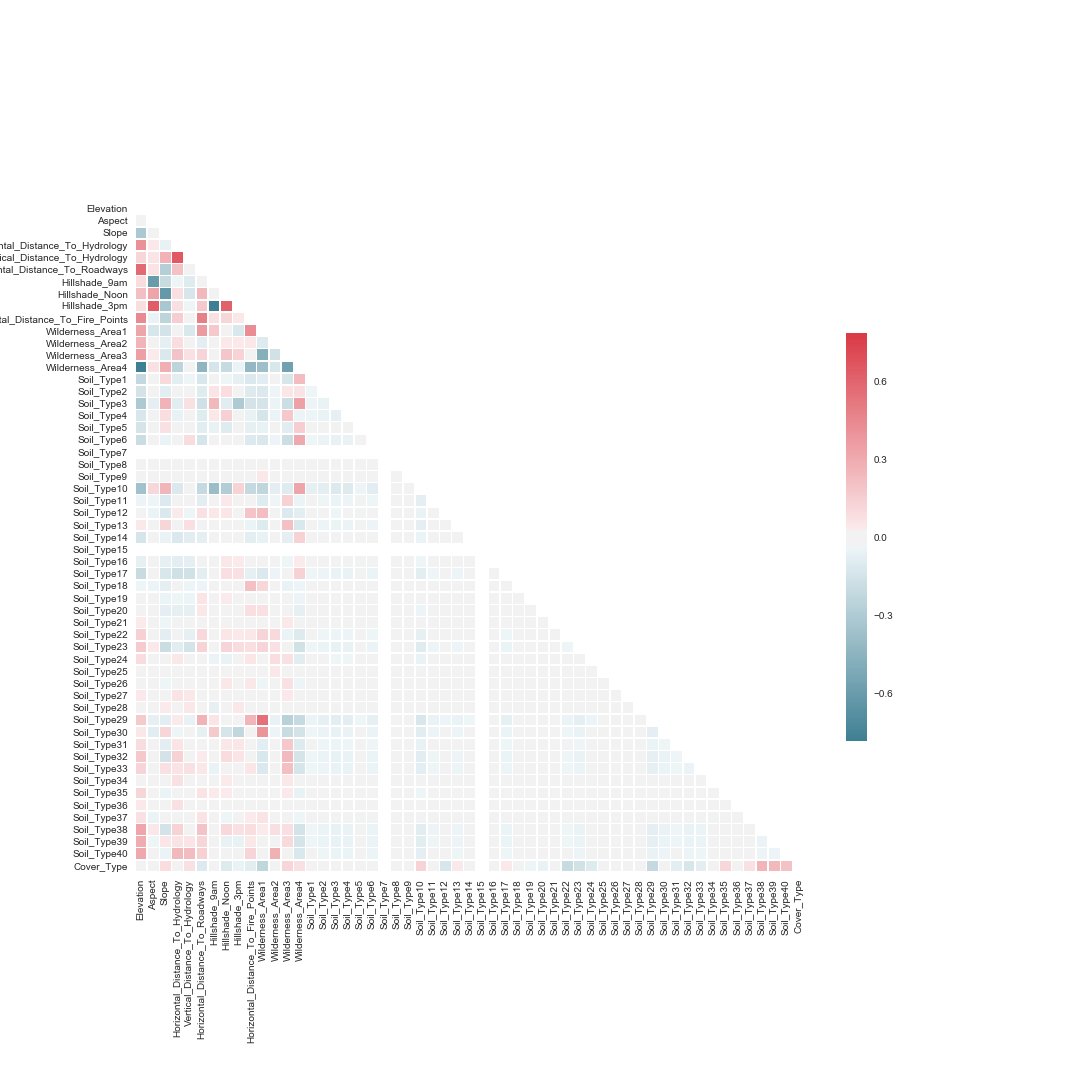 Elevation
Aspect
Slope
ntal_Distance_To_Hydrology
ical_Distance_To_Hydrology
ntal_Distance_To_Roadways
Hillshade_9am
Hillshade_Noon
Hillshade_3pm
tal_Distance_To_Fire_Points
Wilderness_Area1
Wilderness_Area2
Wilderness_Area3
Wilderness_Area4
Soil_Type1
Soil_Type2
Soil_Type3
Soil_Type4
Soil_Type5
Soil_Type6
Soil_Type7
Soil_Type8
Soil_Type9
Soil_Type10
Soil_Type11
Soil_Type12
Soil_Type13
Soil_Type14
Soil_Type15
Soil_Type16
Soil_Type17
Soil_Type18
Soil_Type19
Soil_Type20
Soil_Type21
Soil_Type22
Soil_Type23
Soil_Type24
Soil_Type25
Soil_Type26
Soil_Type27
Soil_Type28
Soil_Type29
Soil_Type30
Soil_Type31
Soil_Type32
Soil_Type33
Soil_Type34
Soil_Type35
Soil_Type36
Soil_Type37
Soil_Type38
Soil_Type39
Soil_Type40
Cover_Type
Elevation
Aspect
Slope
Horizontal_Distance_To_Hydrology
Vertical_Distance_To_Hydrology
Horizontal_Distance_To_Roadways
Hillshade_9am
Hillshade_Noon
Hillshade_3pm
Horizontal_Distance_To_Fire_Points
Wilderness_Area1
Wilderness_Area2
Wilderness_Area3
Wilderness_Area4
Soil_Type1
Soil_Type2
Soil_Type3
Soil_Type4
Soil_Type5
Soil_Type6
Soil_Type7
Soil_Type8
Soil_Type9
Soil_Type10
Soil_Type11
Soil_Type12
Soil_Type13
Soil_Type14
Soil_Type15
Soil_Type16
Soil_Type17
Soil_Type18
Soil_Type19
Soil_Type20
Soil_Type21
Soil_Type22
Soil_Type23
Soil_Type24
Soil_Type25
Soil_Type26
Soil_Type27
Soil_Type28
Soil_Type29
Soil_Type30
Soil_Type31
Soil_Type32
Soil_Type33
Soil_Type34
Soil_Type35
Soil_Type36
Soil_Type37
Soil_Type38
Soil_Type39
Soil_Type40
Cover_Type
0.6
0.3
0.0
−0.3
−0.6